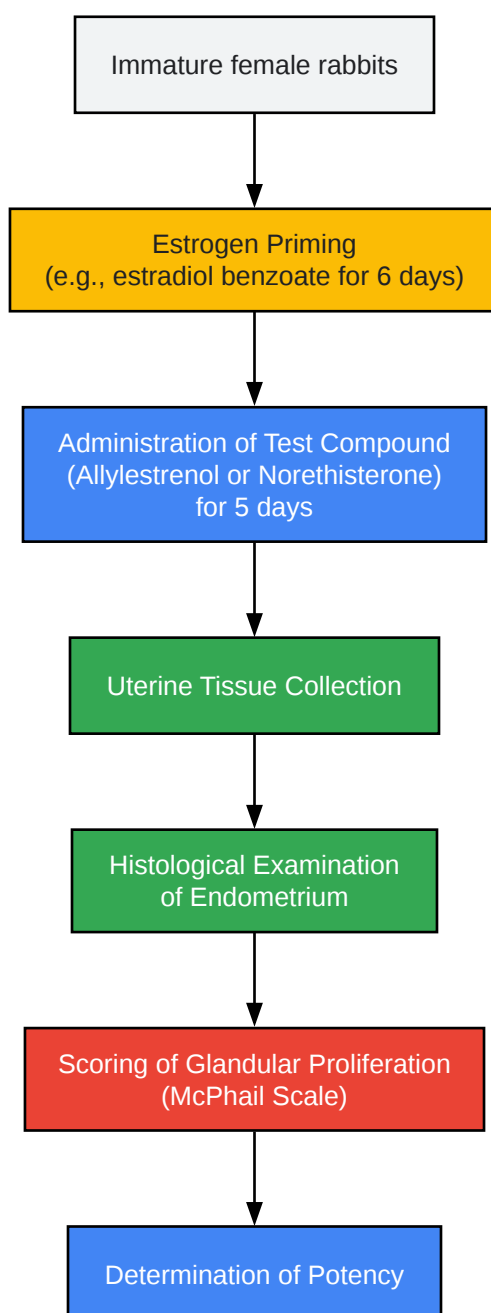 Immature female rabbits
Estrogen Priming
(e.g., estradiol benzoate for 6 days)
Administration of Test Compound
(Allylestrenol or Norethisterone)
for 5 days
Uterine Tissue Collection
Histological Examination
of Endometrium
Scoring of Glandular Proliferation
(McPhail Scale)
Determination of Potency